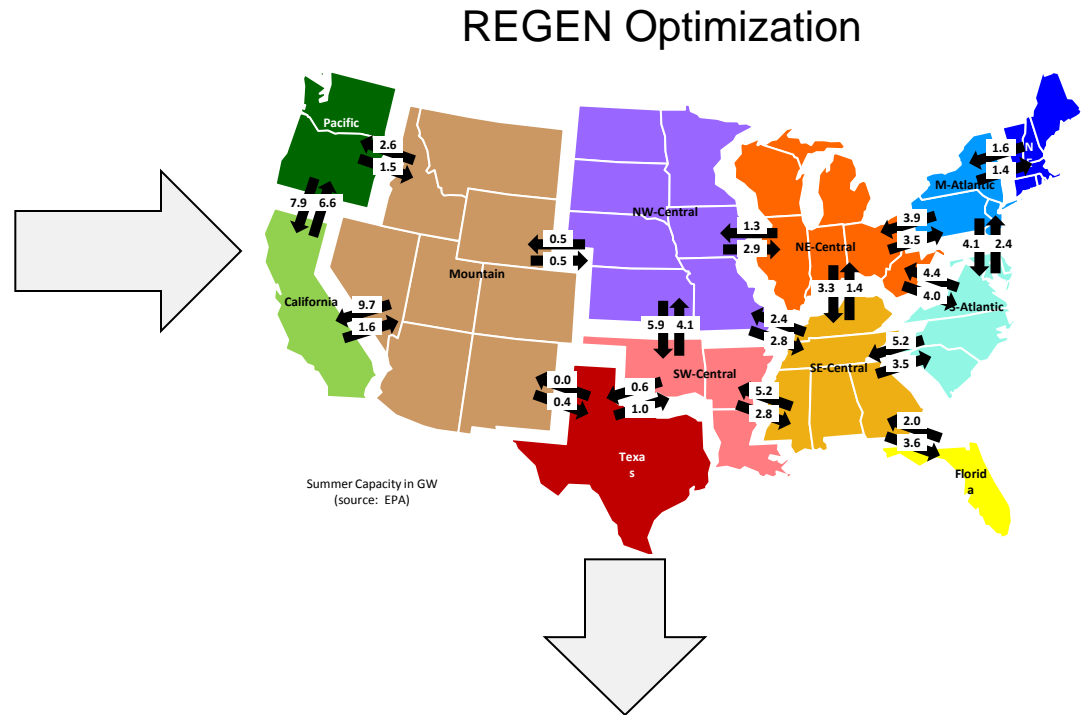 REGEN Optimization
Pacific
2.6
1.5
7.9 6.6
California
9.7
1.6
Mountain
0.5
0.5
NW-Central
1.3
2.9
NE-Central
3.9
3.5
M-Atlantic
1.6
1.4
4.1 2.4
4.4
4.0
S-Atlantic
3.3 1.4
5.9 4.1
2.4
2.8
SW-Central
SE-Central
5.2
3.5
0.0
0.4
0.6
1.0
5.2
2.8
2.0
3.6
Texa
s
Florid
a
Summer Capacity in GW
(source: EPA)